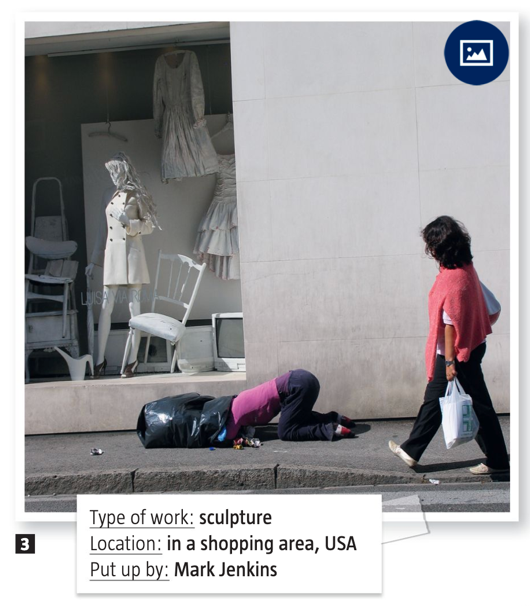 3
Type of work: sculpture
Location: in a shopping area, USA
Put up by: Mark Jenkins